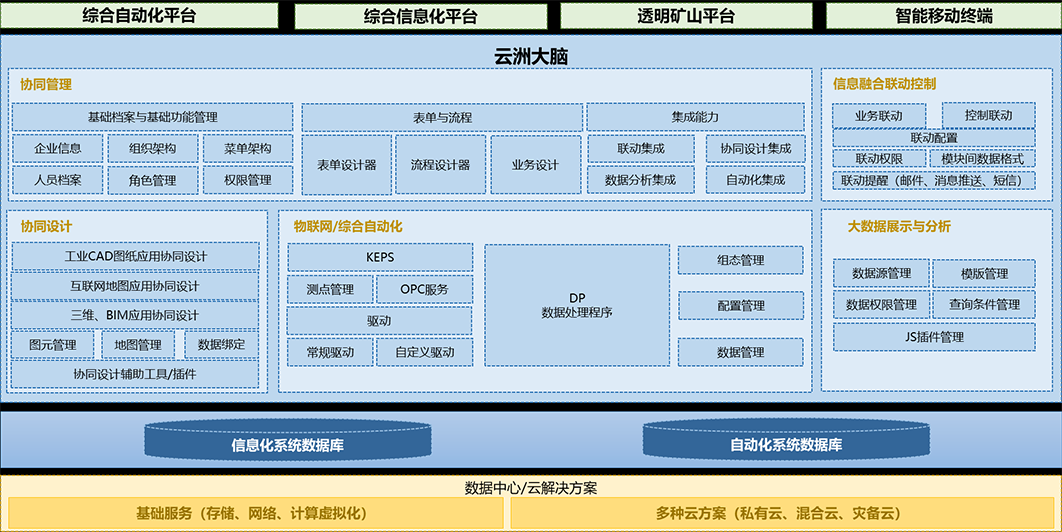 综合自动化平台
综合信息化平台
透明矿山平台
智能移动终端
云洲大脑
协同管理
基础档案与基础功能管理
企业信息
组织架构
菜单架构
人员档案
角色管理
权限管理
表单与流程
表单设计器
流程设计器
业务设计
集成能力
联动集成
协同设计集成
数据分析集成
自动化集成
信息融合联动控制
业务联动
控制联动
联动配置
联动权限
模块间数据格式
联动提醒（邮件、消息推送、短信）
协同设计
工业CAD图纸应用协同设计
互联网地图应用协同设计
三维、BIM应用协同设计
图元管理
地图管理
数据绑定
协同设计辅助工具/插件
物联网/综合自动化
KEPS
测点管理
OPC服务
驱动
常规驱动
自定义驱动
DP
数据处理程序
组态管理
配置管理
数据管理
大数据展示与分析
数据源管理
模版管理
数据权限管理
查询条件管理
JS插件管理
信息化系统数据库
自动化系统数据库
数据中心/云解决方案
基础服务（存储、网络、计算虚拟化）
多种云方案（私有云、混合云、灾备云）